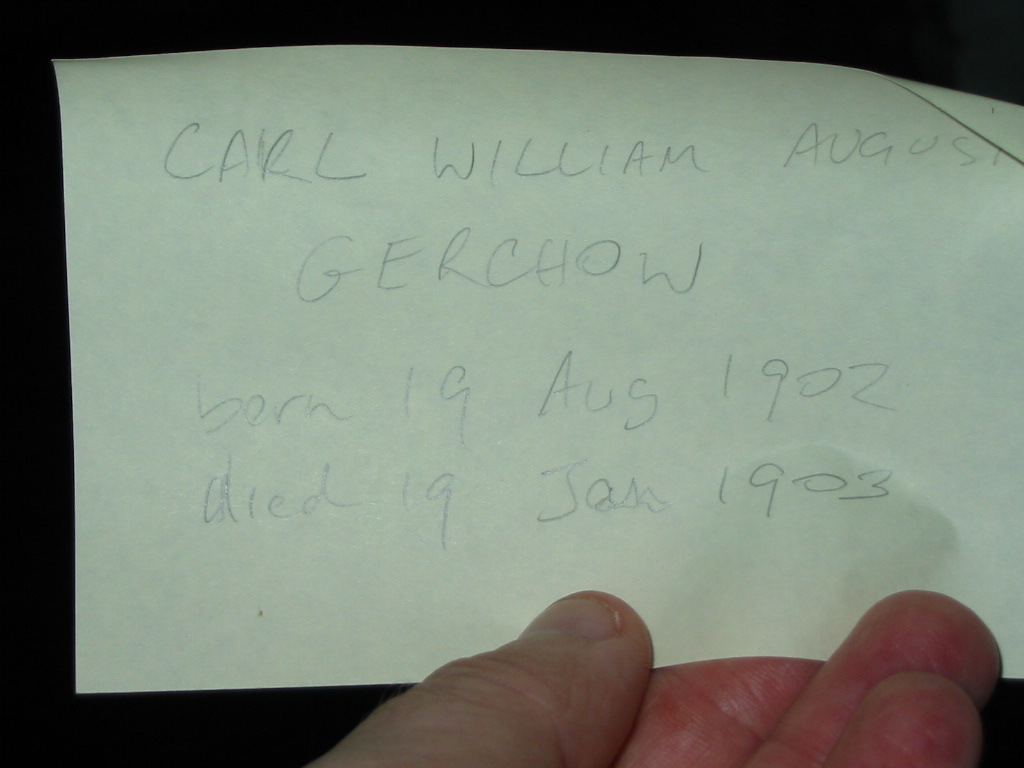 CARL WILLIAM AUGUST
GERCHOW
born 19 Aug 1902
died 19 Jan 1903